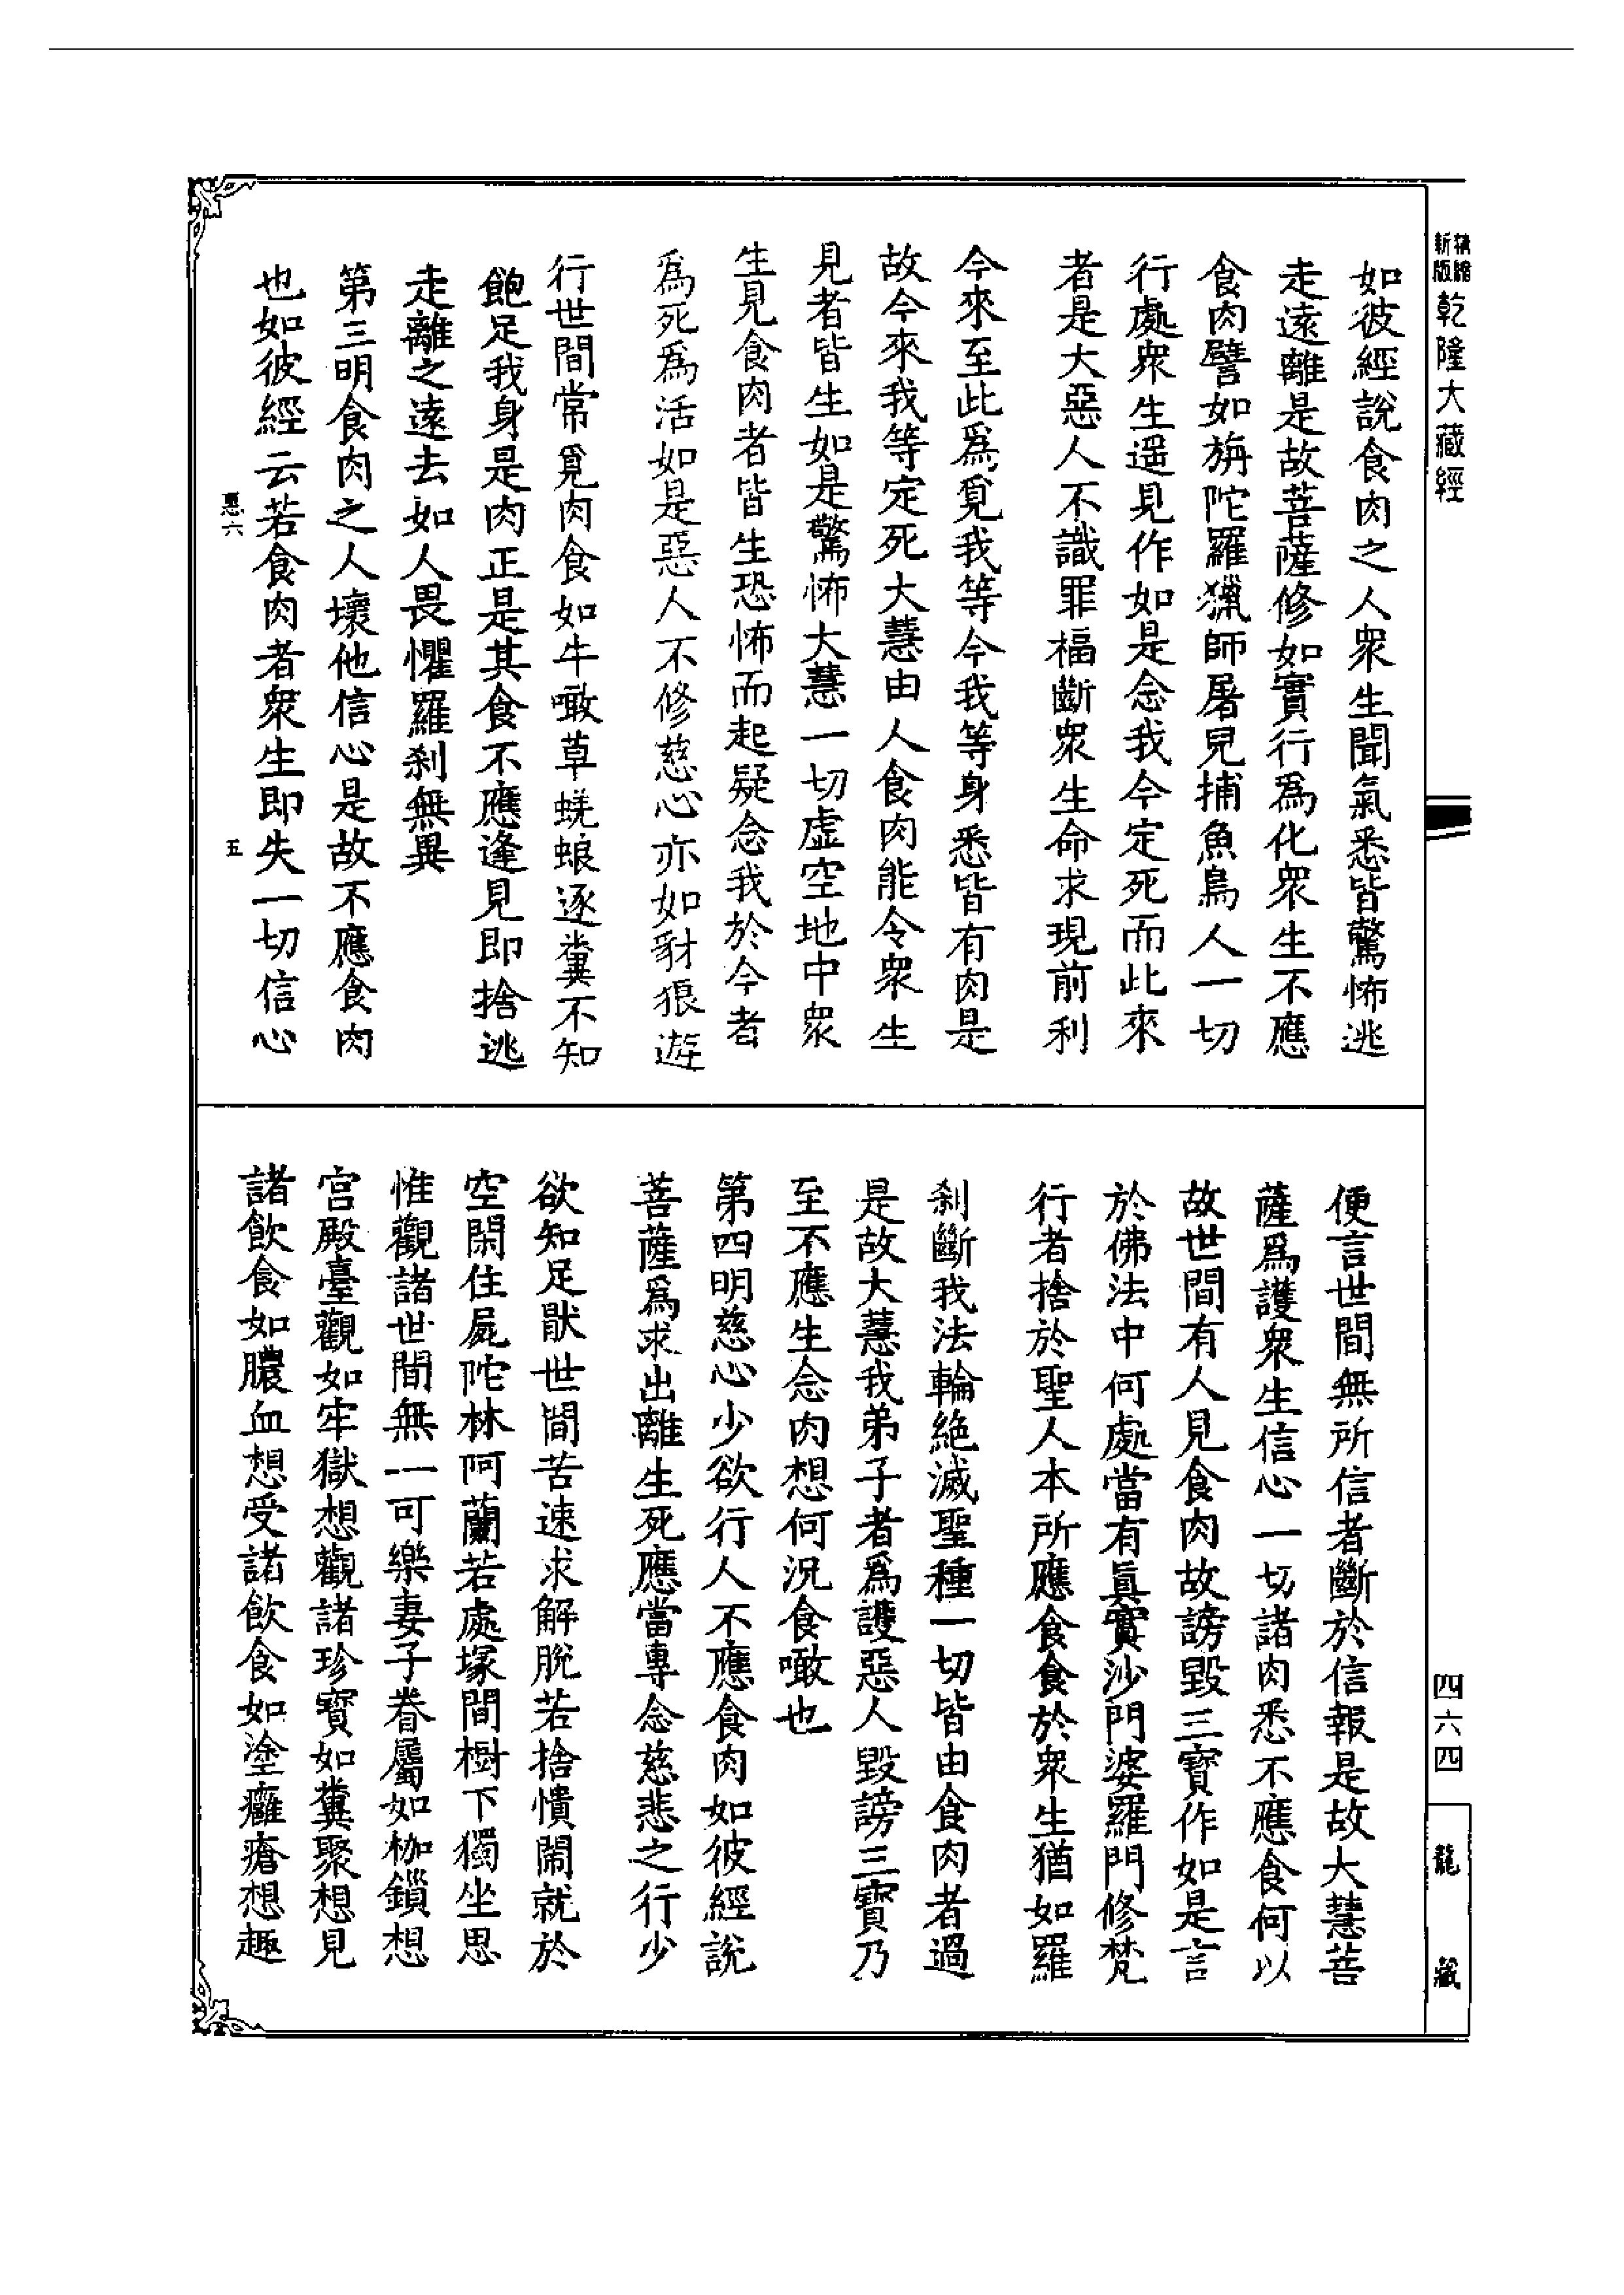 新編
縮版
乾隆大藏經
如彼經說食肉之人衆生聞氣悉皆驚怖逃
走遠離是故菩薩修如實行爲化衆生不應
食肉譬如旃陀羅獵師屠兒捕魚鳥人一切
行處衆生遥見作如是念我今定死而此來
者是大惡人不識罪福斷衆生命求現前利
今來至此爲覓我等今我等身悉皆有肉是
故今來我等定死大慧由人食肉能令衆生
見者皆生如是驚怖大慧一切虛空地中衆
生見食肉者皆生恐怖而起疑念我於今者
爲死爲活如是惡人不修慈心亦如豺狼遊
行世間常覓肉食如牛噉草蜣蜋逐糞不知
飽足我身是肉正是其食不應逢見即捨逃
走離之遠去如人畏懼羅刹無異
第三明食肉之人壞他信心是故不應食肉
也如彼經云若食肉者衆生即失一切信心
惠六
五
便言世間無所信者斷於信報是故大慧菩
薩爲護衆生信心一切諸肉悉不應食何以
故世間有人見食肉故謗毀三寶作如是言
於佛法中何處當有眞實沙門婆羅門修梵
行者捨於聖人本所應食食於衆生猶如羅
刹斷我法輪絶滅聖種一切皆由食肉者過
是故大慧我弟子者爲護惡人毀謗三寶乃
至不應生念肉想何況食噉也
第四明慈心少欲行人不應食肉如彼經說
菩薩爲求出離生死應當專念慈悲之行少
欲知足猒世間苦速求解脫若捨憒閙就於
空閑住屍陀林阿蘭若處塚間樹下獨坐思
惟觀諸世間無一可樂妻子眷屬如枷鎖想
宮殿臺觀如牢獄想觀諸珍寶如糞聚想見
諸飲食如膿血想受諸飲食如塗癰瘡想趣
四六四
龍藏